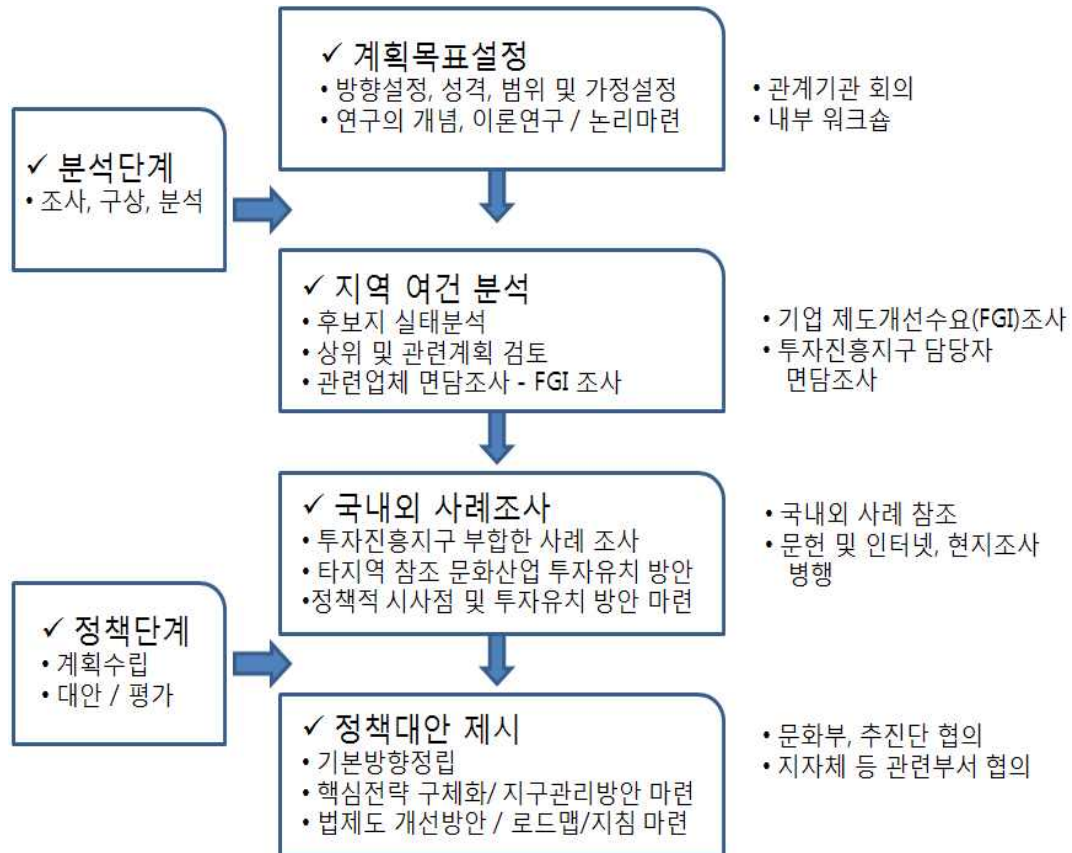 ✓ 계획목표설정
• 방향설정, 성격, 범위 및 가정설정
• 연구의 개념, 이론연구 / 논리마련
• 관계기관 회의
• 내부 워크숍
✓ 분석단계
• 조사, 구상, 분석
✓ 지역 여건 분석
• 후보지 실태분석
• 상위 및 관련계획 검토
• 관련업체 면담조사 - FGI 조사
• 기업 제도개선수요(FGI)조사
• 투자진흥지구 담당자
면담조사
✓ 국내외 사례조사
• 투자진흥지구 부합한 사례 조사
• 타지역 참조 문화산업 투자유치 방안
•정책적 시사점 및 투자유치 방안 마련
• 국내외 사례 참조
• 문헌 및 인터넷, 현지조사
병행
✓ 정책단계
• 계획수립
• 대안 / 평가
✓ 정책대안 제시
• 기본방향정립
• 핵심전략 구체화/ 지구관리방안 마련
• 법제도 개선방안 / 로드맵/지침 마련
• 문화부, 추진단 협의
• 지자체 등 관련부서 협의